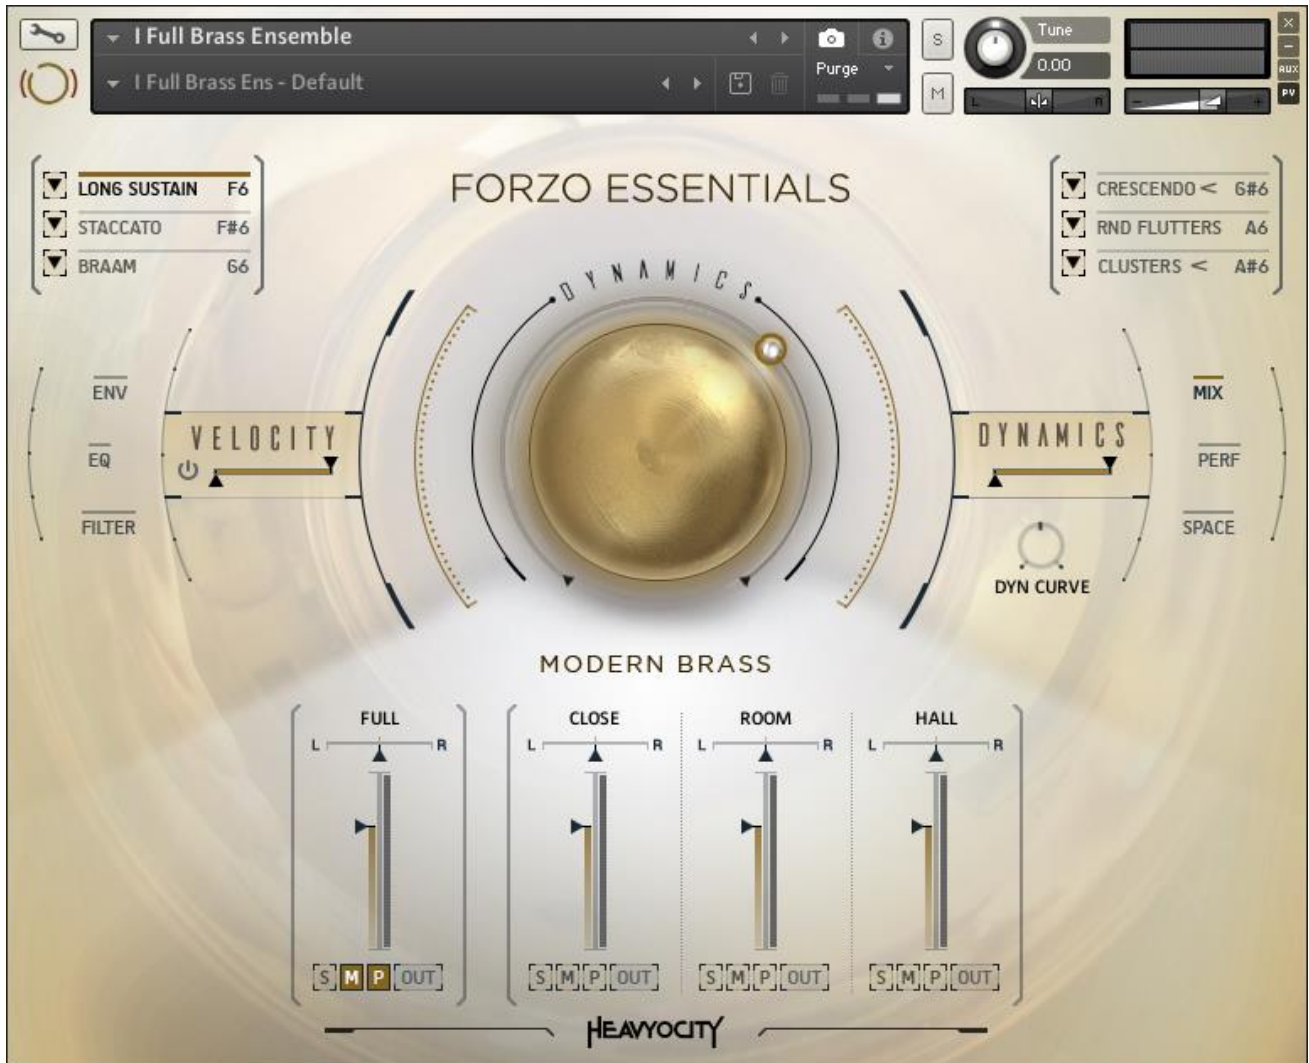 I Full Brass Ensemble
I Full Brass Ens - Default
Purge
S
M
Tune
0.00
L R
- +
×
-
AUX
PV
LONG SUSTAIN F6
STACCATO F#6
BRAAM G6
FORZO ESSENTIALS
CRESCENDO < G#6
RND FLUTTERS A6
CLUSTERS < A#6
DYNAMICS
ENV
EQ
FILTER
VELOCITY
DYNAMICS
DYN CURVE
MIX
PERF
SPACE
MODERN BRASS
FULL CLOSE ROOM HALL
L R L R L R L R
S M P OUT S M P OUT S M P OUT S M P OUT
HEAVYOCITY